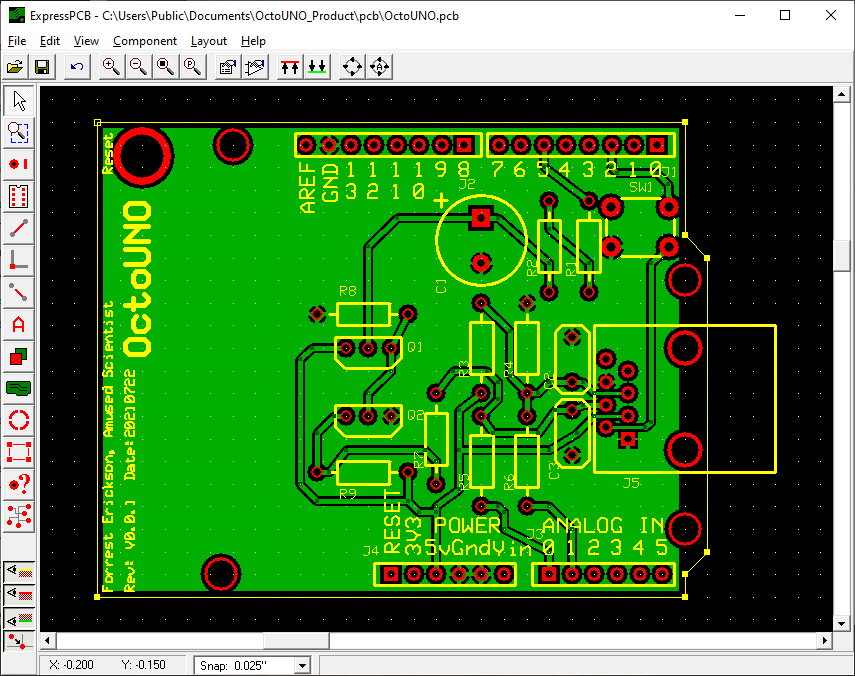 ExpressPCB - C:\Users\Public\Documents\OctoUNO_Product\pcb\OctoUNO.pcb
File Edit View Component Layout Help
Reset
AREF
GND
13
12
11
10
9 8
7 6 5 4 3 2 1 0
J1
J2
SW1
+
C1
R2
R1
OctoUNO
R8
Q1
R3
R4
C2
Forrest Erickson, Amused Scientist
Rev: V0.0.1 Date:20210722
Q2
R7
R9
R5
R6
C3
J5
RESET
3V3
POWER
ANALOG IN
J4
5vGndVin
J3
0 1 2 3 4 5
X: -0.200 Y: -0.150 Snap: 0.025"